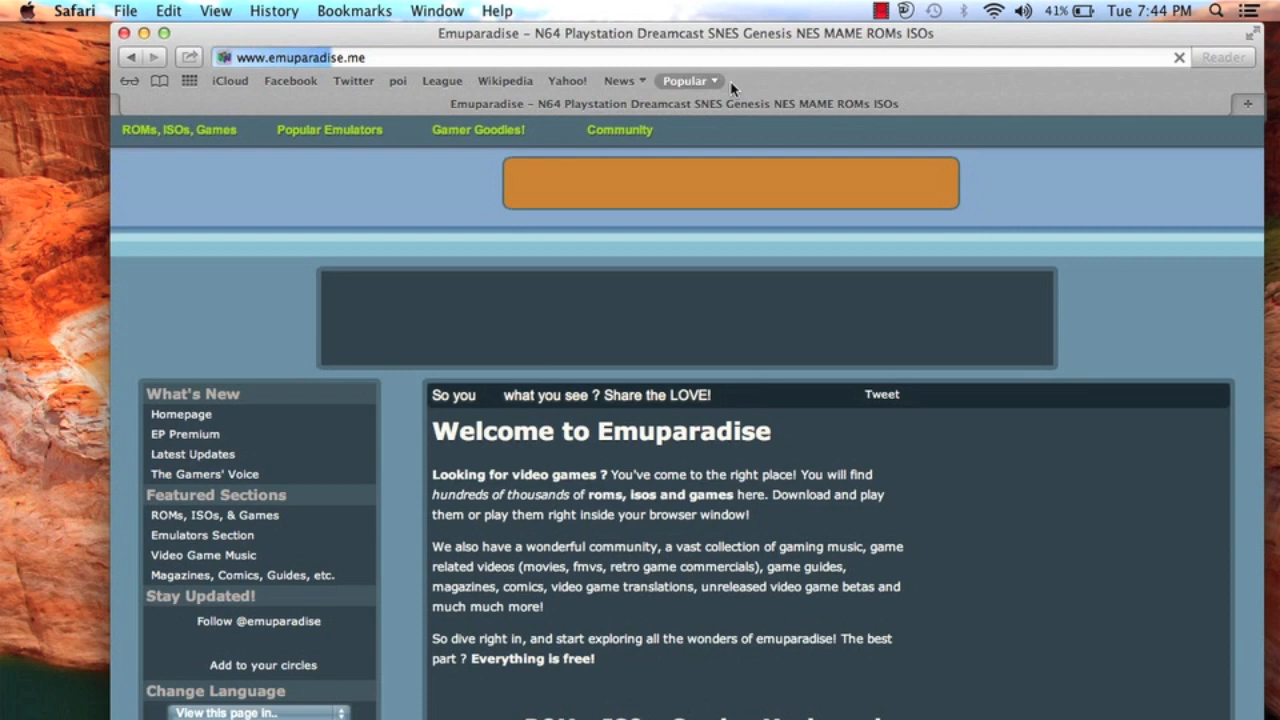 Safari File Edit View History Bookmarks Window Help 41% Tue 7:44 PM
Emuparadise – N64 Playstation Dreamcast SNES Genesis NES MAME ROMs ISOs
www.emuparadise.me Reader
iCloud Facebook Twitter poi League Wikipedia Yahoo! News Popular
Emuparadise – N64 Playstation Dreamcast SNES Genesis NES MAME ROMs ISOs
ROMs, ISOs, Games Popular Emulators Gamer Goodies! Community
What's New
Homepage
EP Premium
Latest Updates
The Gamers' Voice
Featured Sections
ROMs, ISOs, & Games
Emulators Section
Video Game Music
Magazines, Comics, Guides, etc.
Stay Updated!
Follow @emuparadise
Add to your circles
Change Language
View this page in..
So you what you see ? Share the LOVE! Tweet
Welcome to Emuparadise
Looking for video games ? You've come to the right place! You will find
hundreds of thousands of roms, isos and games here. Download and play
them or play them right inside your browser window!
We also have a wonderful community, a vast collection of gaming music, game
related videos (movies, fmvs, retro game commercials), game guides,
magazines, comics, video game translations, unreleased video game betas and
much much more!
So dive right in, and start exploring all the wonders of emuparadise! The best
part ? Everything is free!